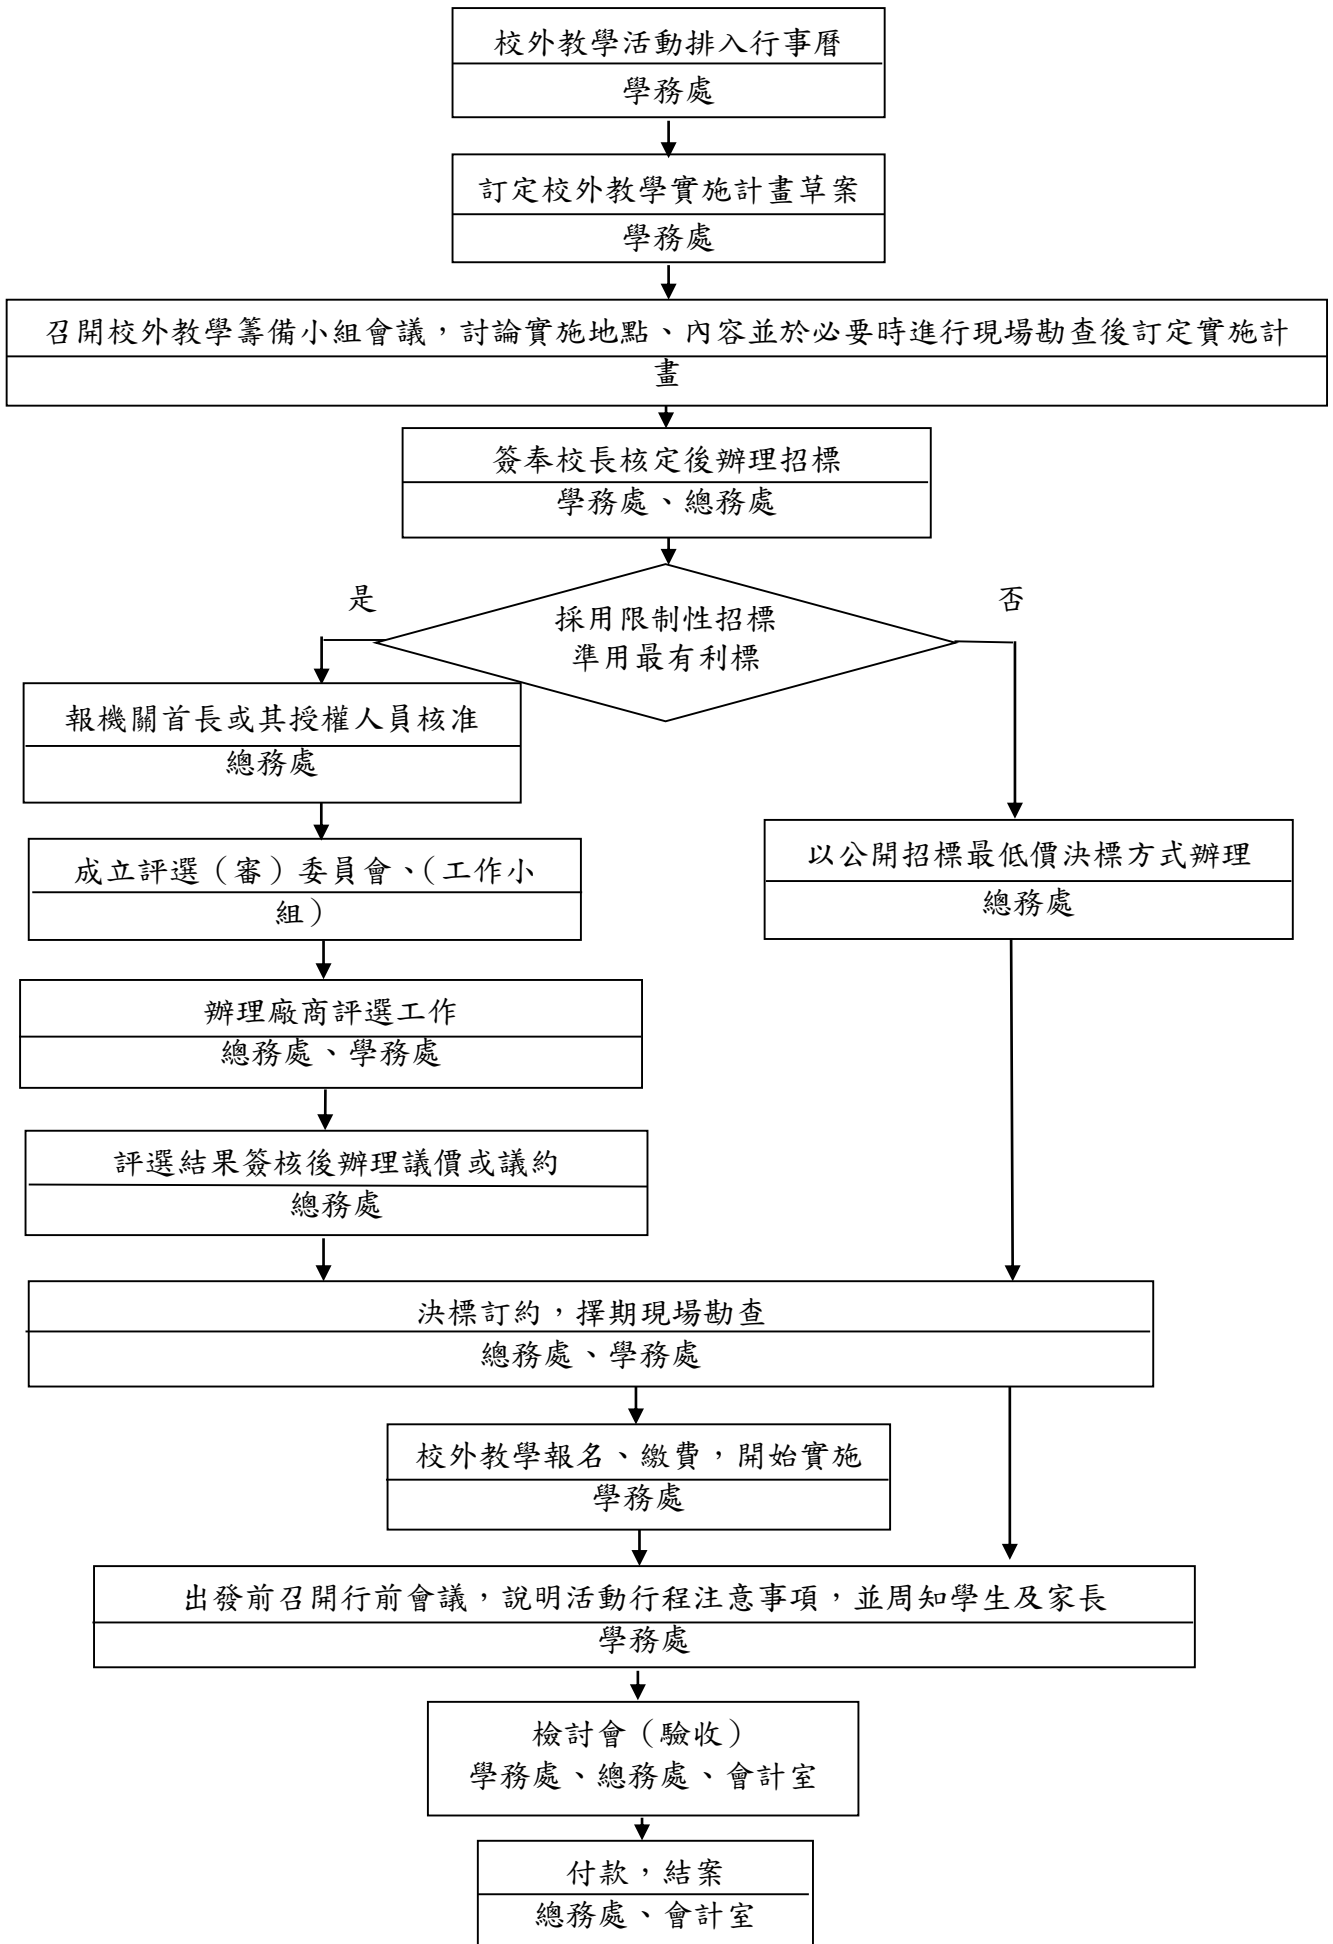 校外教學活動排入行事曆
學務處
訂定校外教學實施計畫草案
學務處
召開校外教學籌備小組會議，討論實施地點、內容並於必要時進行現場勘查後訂定實施計
畫
簽奉校長核定後辦理招標
學務處、總務處
採用限制性招標
準用最有利標
是
否
報機關首長或其授權人員核准
總務處
成立評選（審）委員會、（工作小
組）
以公開招標最低價決標方式辦理
總務處
辦理廠商評選工作
總務處、學務處
評選結果簽核後辦理議價或議約
總務處
決標訂約，擇期現場勘查
總務處、學務處
校外教學報名、繳費，開始實施
學務處
出發前召開行前會議，說明活動行程注意事項，並周知學生及家長
學務處
檢討會（驗收）
學務處、總務處、會計室
付款，結案
總務處、會計室